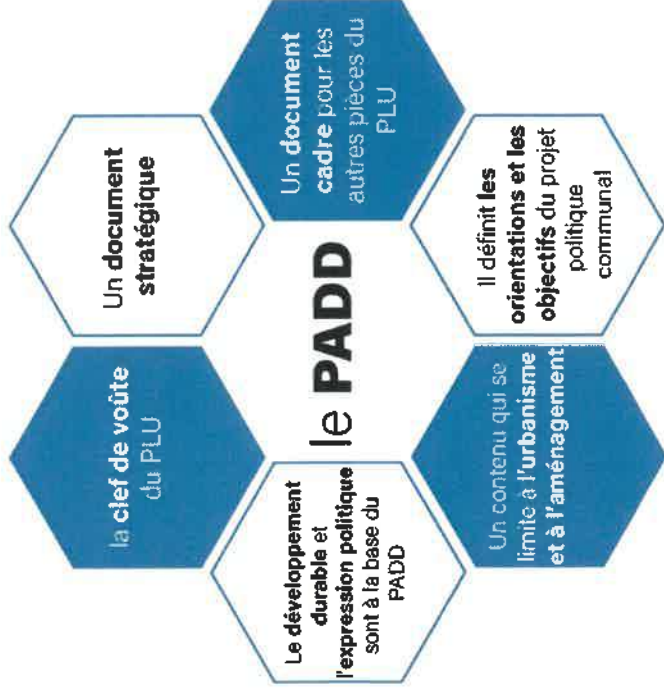 la clef de voûte
du PLU
Un document
stratégique
Un document
cadre pour les
autres pièces du
PLU
le PADD
Le développement
durable et
l'expression politique
sont à la base du
PADD
Un contenu qui se
limite à l'urbanisme
et à l'aménagement
Il définit les
orientations et les
objectifs du projet
politique
communal